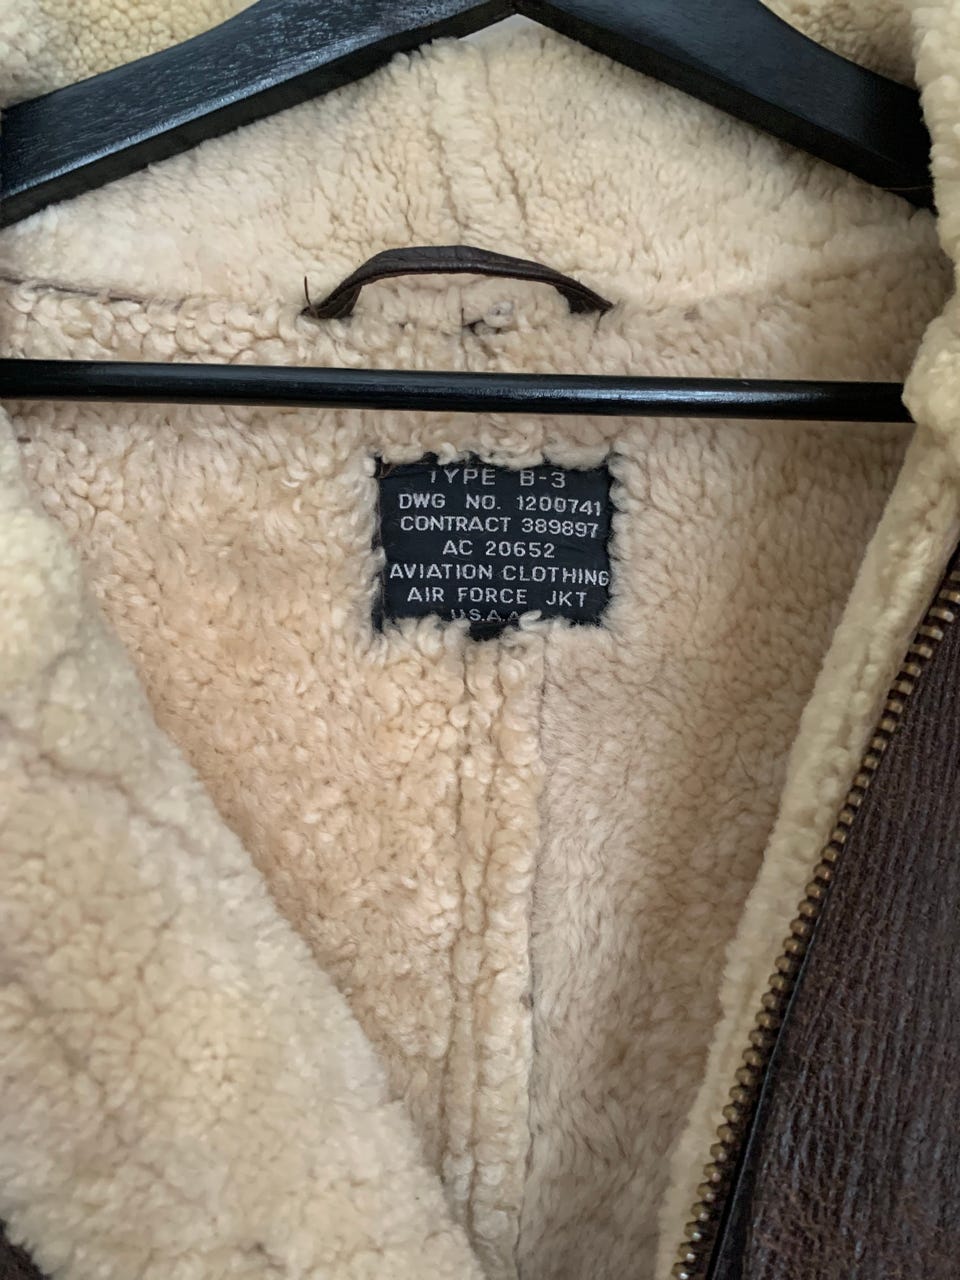 TYPE B-3
DWG NO. 1200741
CONTRACT 389897
AC 20652
AVIATION CLOTHING
AIR FORCE JKT